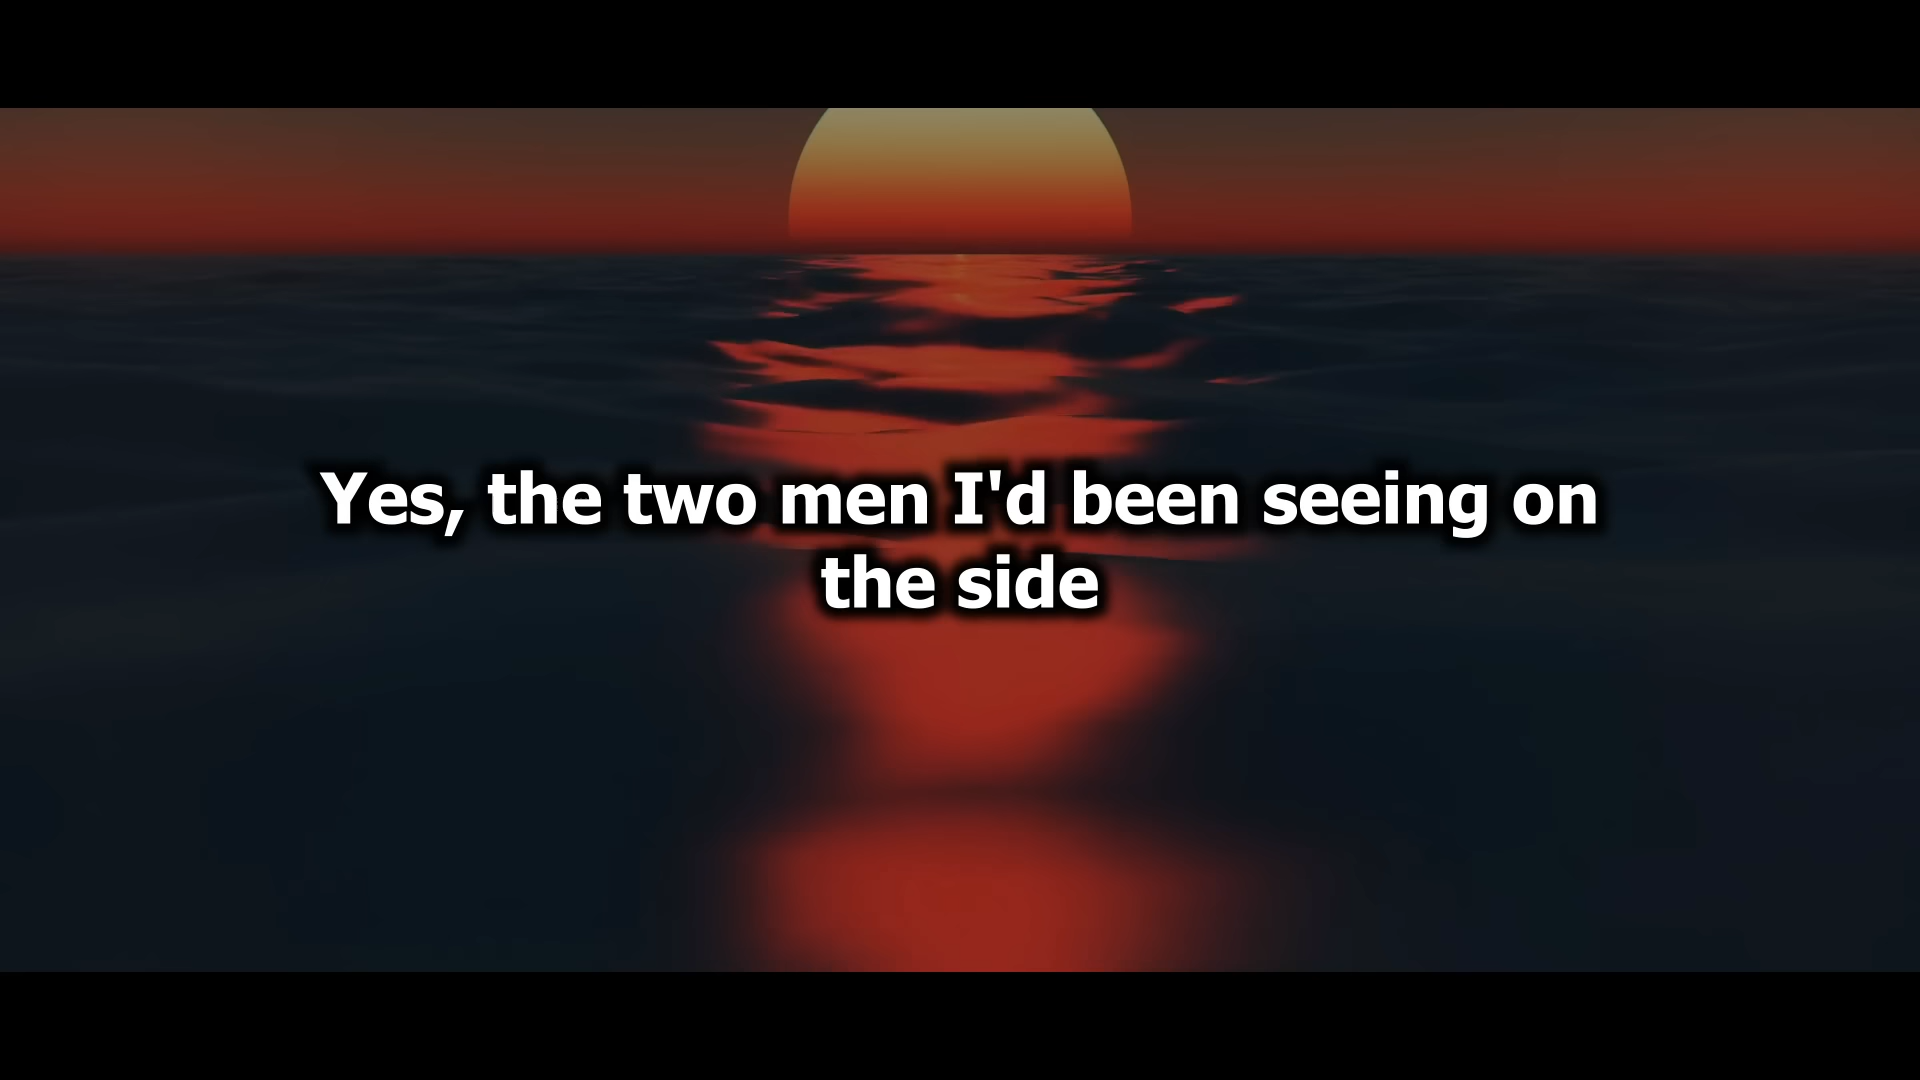 Yes, the two men I'd been seeing on
the side